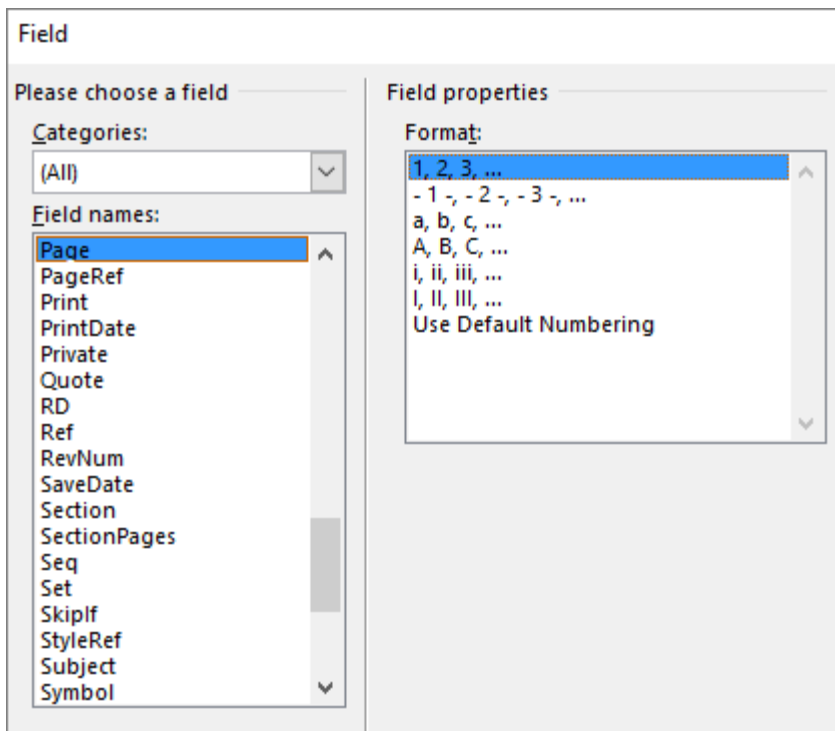 Field
Please choose a field
Categories:
(All)
Field names:
Page
PageRef
Print
PrintDate
Private
Quote
RD
Ref
RevNum
SaveDate
Section
SectionPages
Seq
Set
SkipIf
StyleRef
Subject
Symbol
Field properties
Format:
1, 2, 3, ...
- 1 -, - 2 -, - 3 -, ...
a, b, c, ...
A, B, C, ...
i, ii, iii, ...
I, II, III, ...
Use Default Numbering